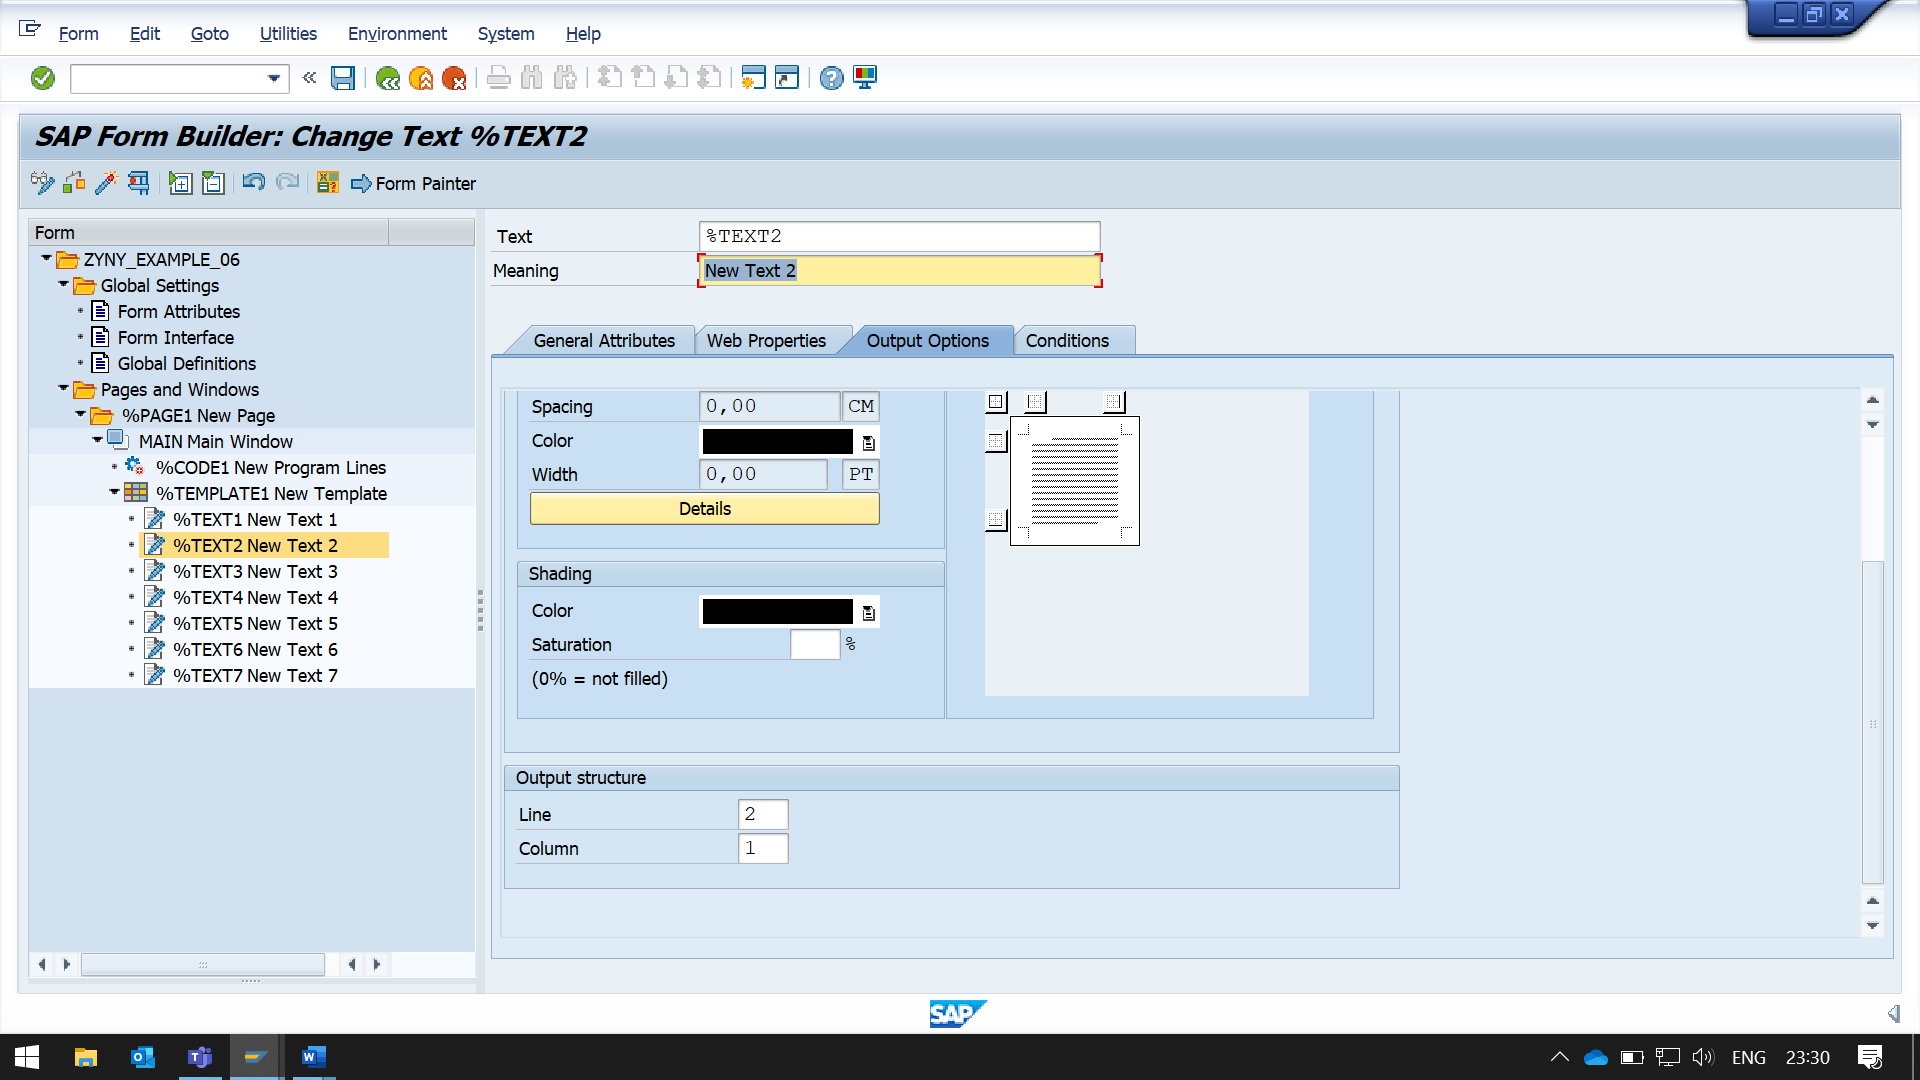 Form Edit Goto Utilities Environment System Help
SAP Form Builder: Change Text %TEXT2
Form Painter
Form
ZYNY_EXAMPLE_06
Global Settings
Form Attributes
Form Interface
Global Definitions
Pages and Windows
%PAGE1 New Page
MAIN Main Window
%CODE1 New Program Lines
%TEMPLATE1 New Template
%TEXT1 New Text 1
%TEXT2 New Text 2
%TEXT3 New Text 3
%TEXT4 New Text 4
%TEXT5 New Text 5
%TEXT6 New Text 6
%TEXT7 New Text 7
Text %TEXT2
Meaning New Text 2
General Attributes Web Properties Output Options Conditions
Spacing 0,00 CM
Color
Width 0,00 PT
Details
Shading
Color
Saturation %
(0% = not filled)
Output structure
Line 2
Column 1
SAP
ENG 23:30